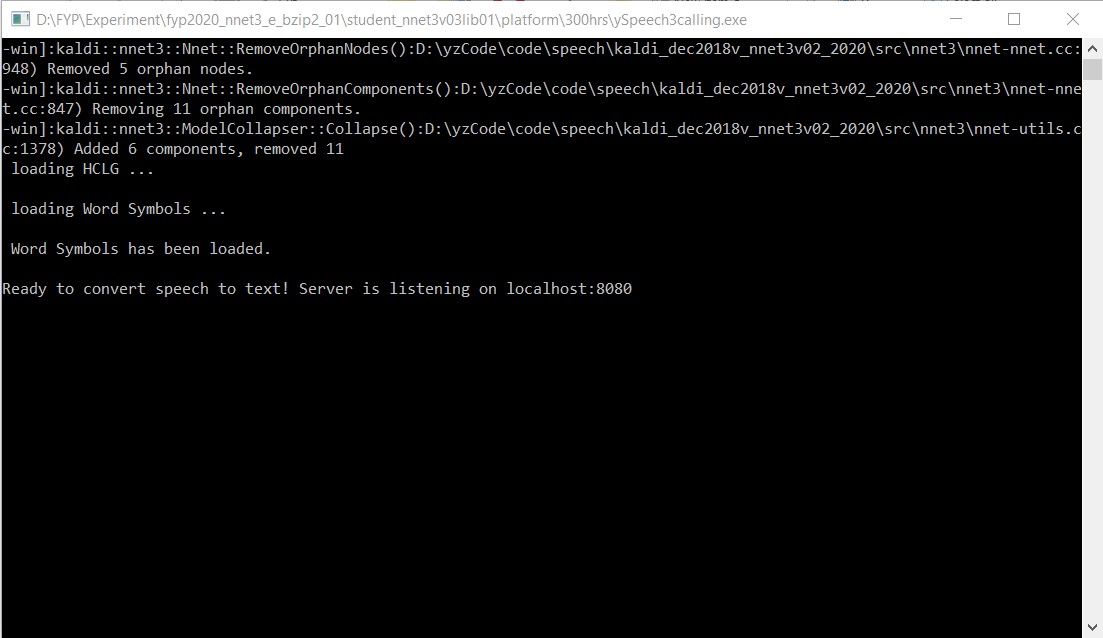 D:\FYP\Experiment\fyp2020_nnet3_e_bzip2_01\student_nnet3v03lib01\platform\300hrs\ySpeech3calling.exe
-win]:kaldi::nnet3::Nnet::RemoveOrphanNodes():D:\yzCode\code\speech\kaldi_dec2018v_nnet3v02_2020\src\nnet3\nnet-nnet.cc:
948) Removed 5 orphan nodes.
-win]:kaldi::nnet3::Nnet::RemoveOrphanComponents():D:\yzCode\code\speech\kaldi_dec2018v_nnet3v02_2020\src\nnet3\nnet-nne
t.cc:847) Removing 11 orphan components.
-win]:kaldi::nnet3::ModelCollapser::Collapse():D:\yzCode\code\speech\kaldi_dec2018v_nnet3v02_2020\src\nnet3\nnet-utils.c
c:1378) Added 6 components, removed 11
loading HCLG ...
loading Word Symbols ...
Word Symbols has been loaded.
Ready to convert speech to text! Server is listening on localhost:8080